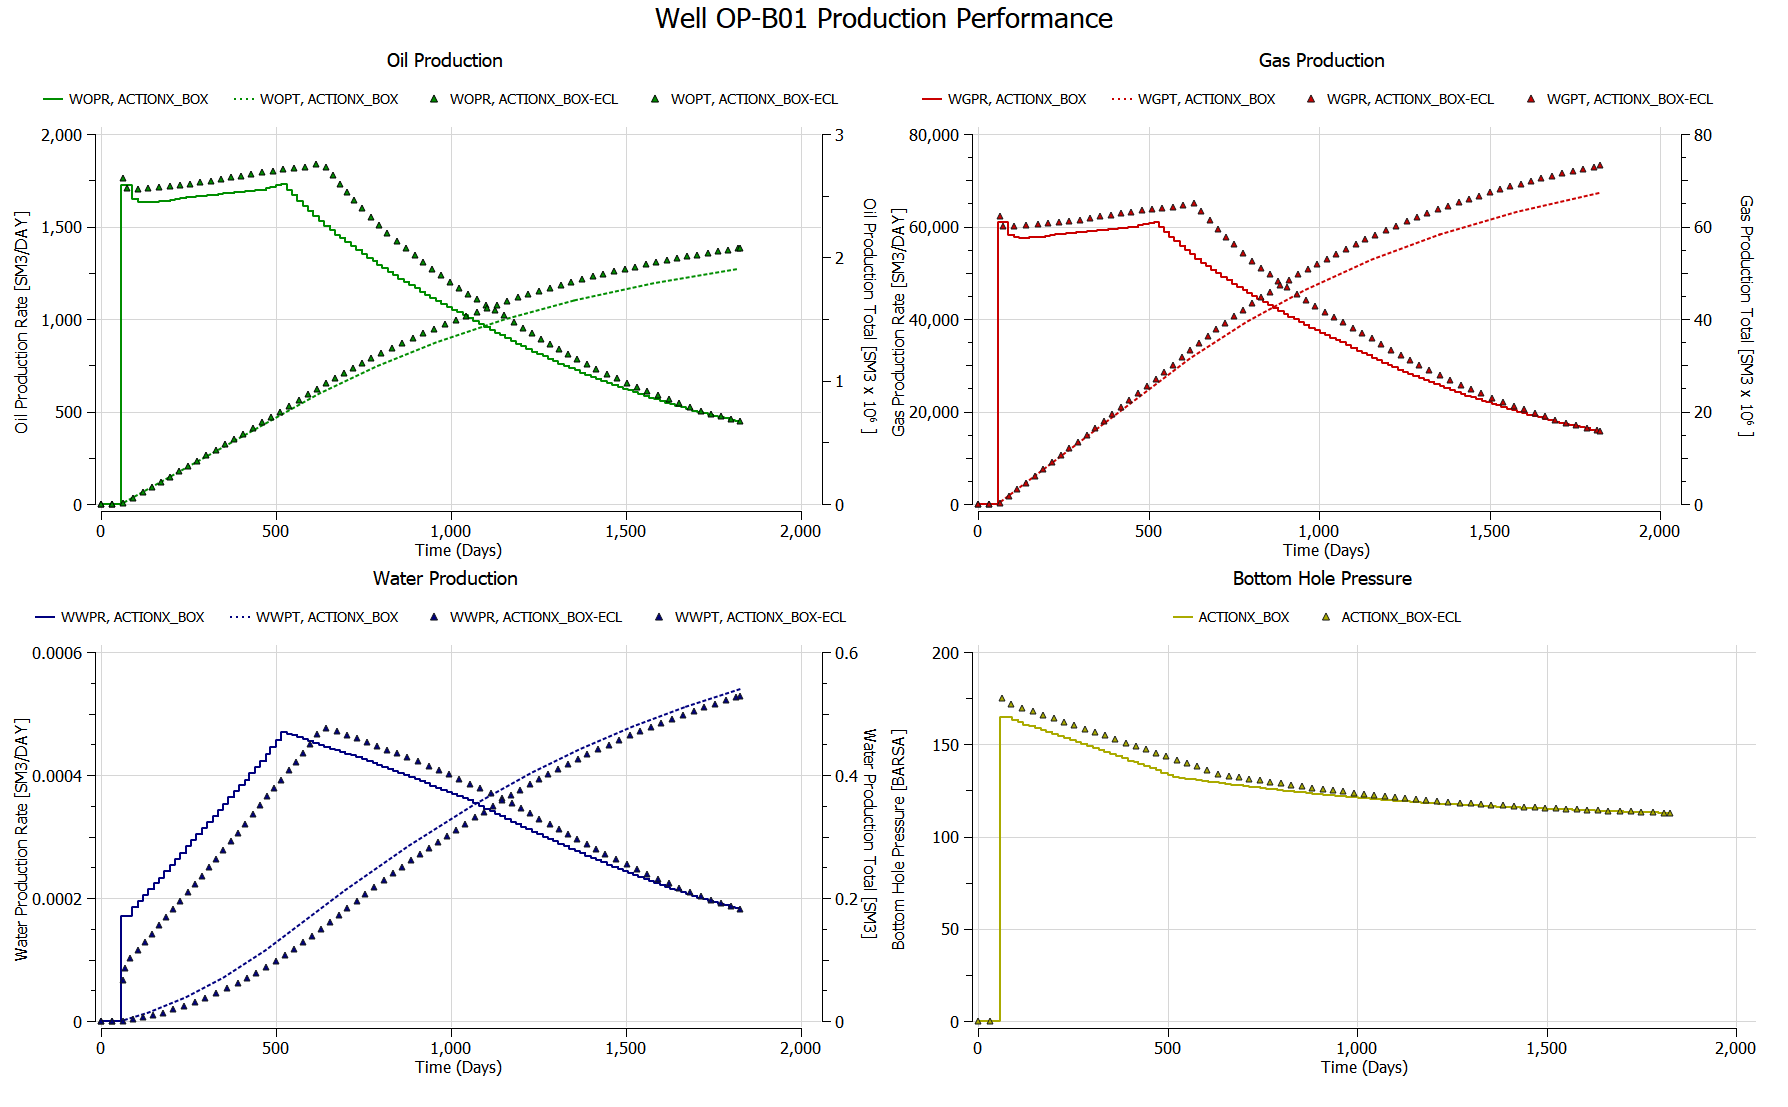 Well OP-B01 Production Performance
Oil Production
WOPR, ACTIONX_BOX
WOPT, ACTIONX_BOX
WOPR, ACTIONX_BOX-ECL
WOPT, ACTIONX_BOX-ECL
2,000
1,500
1,000
500
0
Oil Production Rate [SM3/DAY]
3
2
1
0
Oil Production Total [SM3 x 10⁶ ]
0
500
1,000
1,500
2,000
Time (Days)
Gas Production
WGPR, ACTIONX_BOX
WGPT, ACTIONX_BOX
WGPR, ACTIONX_BOX-ECL
WGPT, ACTIONX_BOX-ECL
80,000
60,000
40,000
20,000
0
Gas Production Rate [SM3/DAY]
80
60
40
20
0
Gas Production Total [SM3 x 10⁶ ]
0
500
1,000
1,500
2,000
Time (Days)
Water Production
WWPR, ACTIONX_BOX
WWPT, ACTIONX_BOX
WWPR, ACTIONX_BOX-ECL
WWPT, ACTIONX_BOX-ECL
0.0006
0.0004
0.0002
0
Water Production Rate [SM3/DAY]
0.6
0.4
0.2
0
Water Production Total [SM3]
0
500
1,000
1,500
2,000
Time (Days)
Bottom Hole Pressure
ACTIONX_BOX
ACTIONX_BOX-ECL
200
150
100
50
0
Bottom Hole Pressure [BARSA]
0
500
1,000
1,500
2,000
Time (Days)